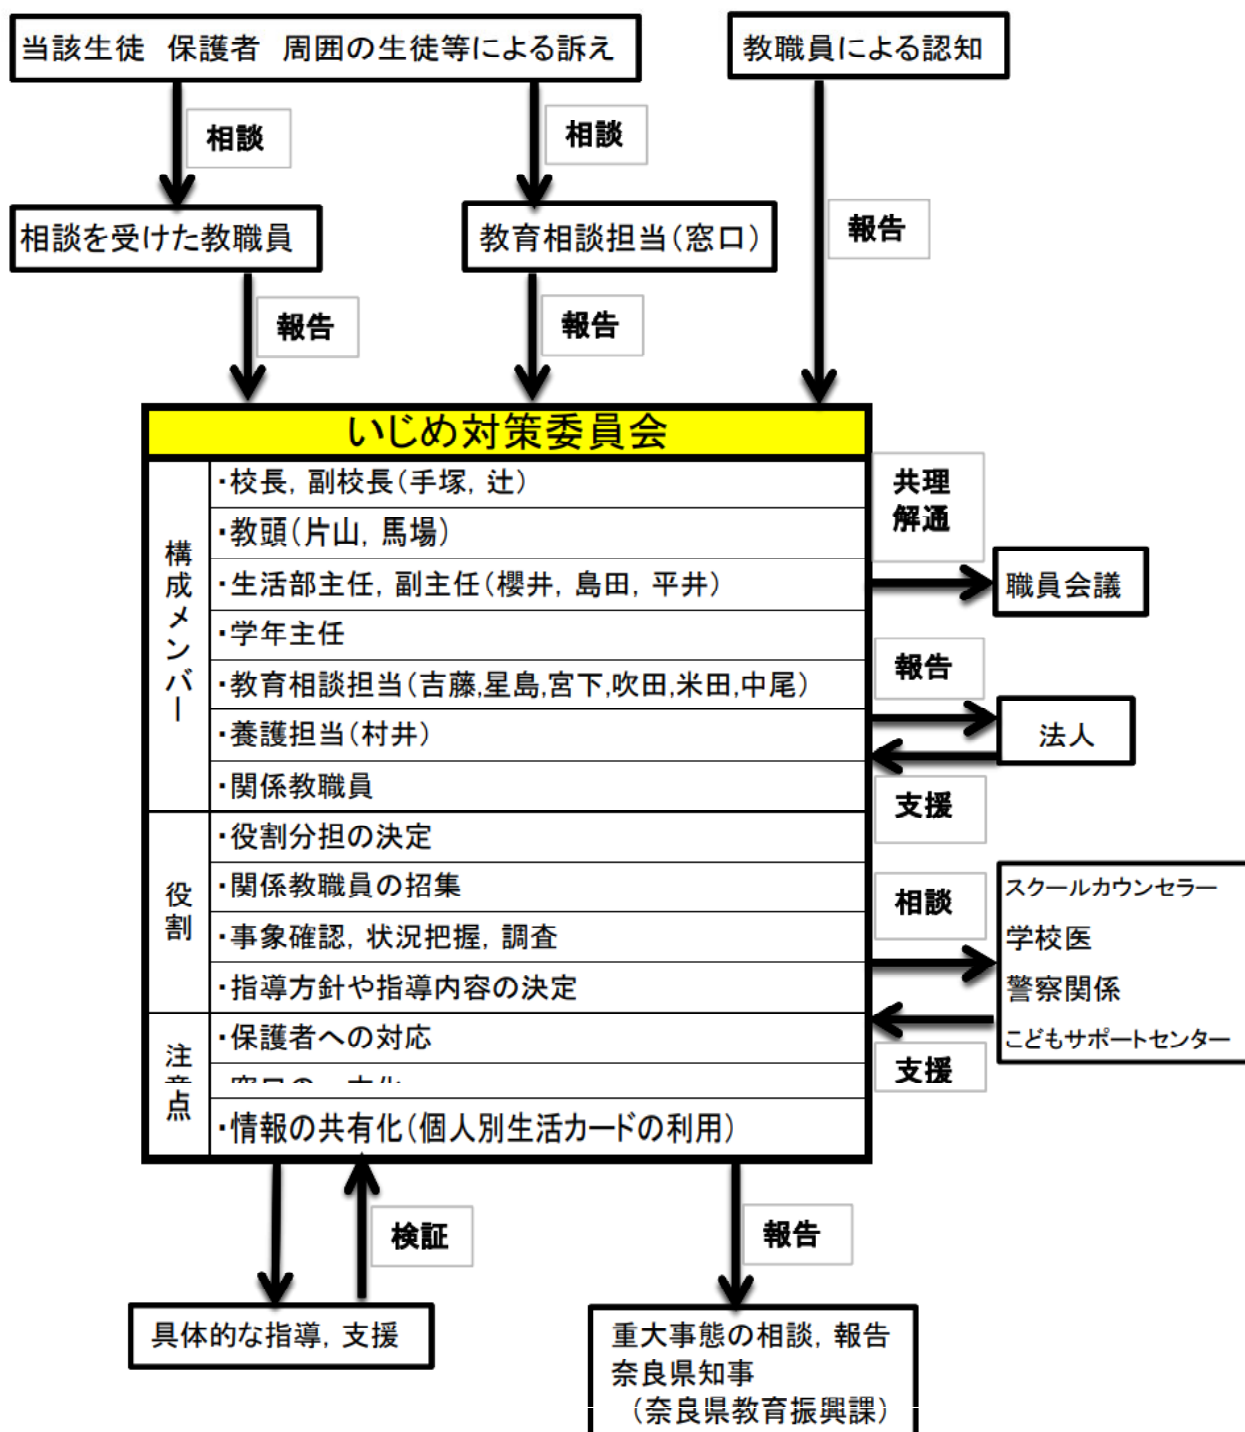 当該生徒　保護者　周囲の生徒等による訴え
教職員による認知
相談
相談
報告
相談を受けた教職員
教育相談担当(窓口)
報告
報告
いじめ対策委員会
構成メンバー
・校長, 副校長(手塚, 辻)
・教頭(片山, 馬場)
・生活部主任, 副主任(櫻井, 島田, 平井)
・学年主任
・教育相談担当(吉藤,星島,宮下,吹田,米田,中尾)
・養護担当(村井)
・関係教職員
役割
・役割分担の決定
・関係教職員の招集
・事象確認, 状況把握, 調査
・指導方針や指導内容の決定
注意点
・保護者への対応
・情報の共有化(個人別生活カードの利用)
共理
解通
職員会議
報告
法人
支援
相談
スクールカウンセラー
学校医
警察関係
こどもサポートセンター
支援
検証
報告
具体的な指導, 支援
重大事態の相談, 報告
奈良県知事
(奈良県教育振興課)